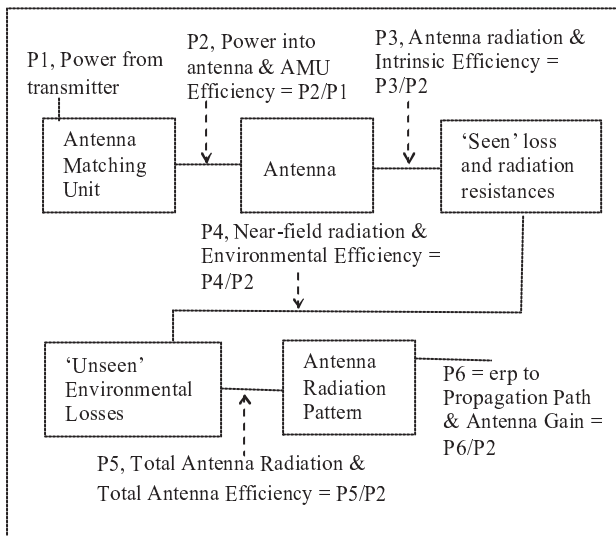 P1, Power from
transmitter
P2, Power into
antenna & AMU
Efficiency = P2/P1
P3, Antenna radiation &
Intrinsic Efficiency =
P3/P2
Antenna
Matching
Unit
Antenna
‘Seen’ loss
and radiation
resistances
P4, Near-field radiation &
Environmental Efficiency =
P4/P2
‘Unseen’
Environmental
Losses
Antenna
Radiation
Pattern
P6 = erp to
Propagation Path
& Antenna Gain =
P6/P2
P5, Total Antenna Radiation &
Total Antenna Efficiency = P5/P2